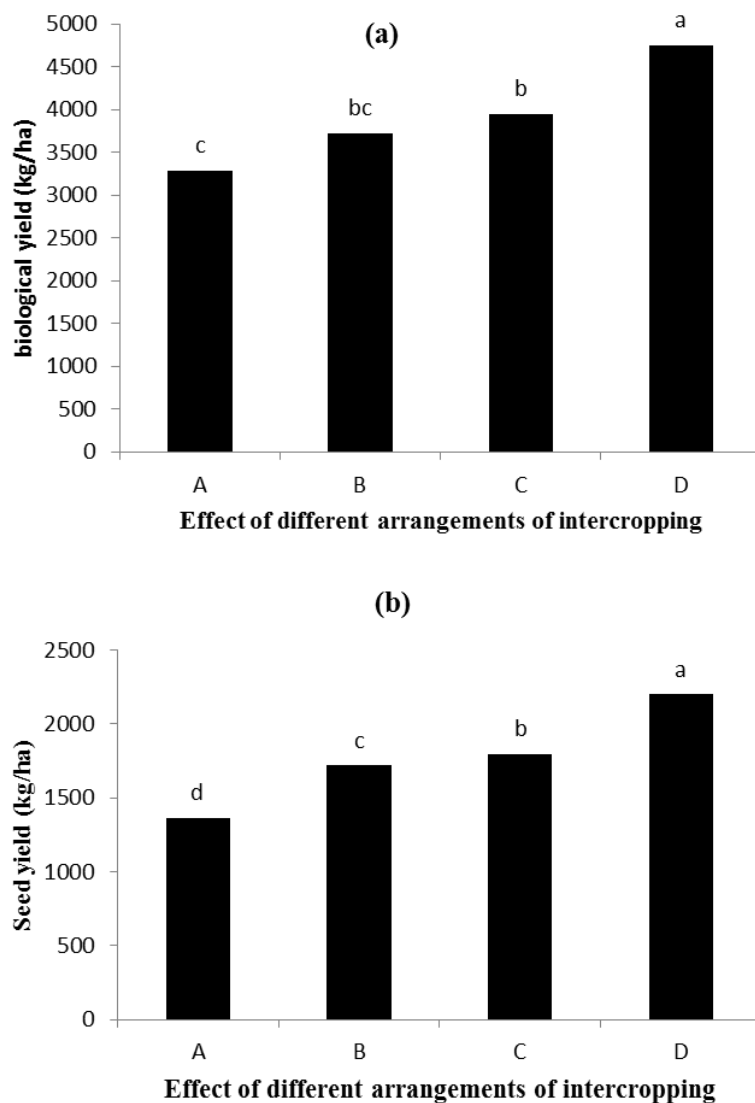 (a)
biological yield (kg/ha)
5000
4500
4000
3500
3000
2500
2000
1500
1000
500
0
c
bc
b
a
A B C D
Effect of different arrangements of intercropping
(b)
Seed yield (kg/ha)
2500
2000
1500
1000
500
0
d
c
b
a
A B C D
Effect of different arrangements of intercropping